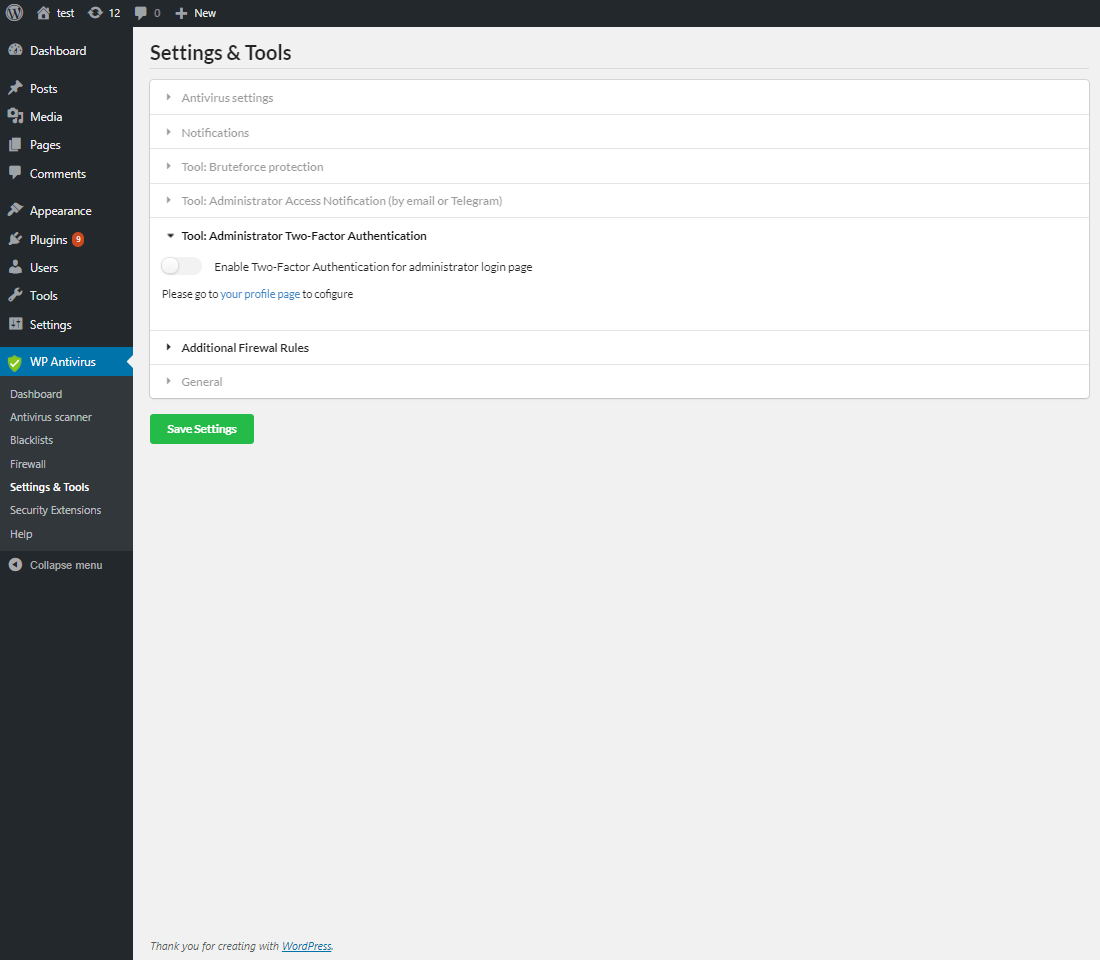 test 12 0 New
Dashboard
Posts
Media
Pages
Comments
Appearance
Plugins 9
Users
Tools
Settings
WP Antivirus
Dashboard
Antivirus scanner
Blacklists
Firewall
Settings & Tools
Security Extensions
Help
Collapse menu
Settings & Tools
Antivirus settings
Notifications
Tool: Bruteforce protection
Tool: Administrator Access Notification (by email or Telegram)
Tool: Administrator Two-Factor Authentication
Enable Two-Factor Authentication for administrator login page
Please go to your profile page to cofigure
Additional Firewal Rules
General
Save Settings
Thank you for creating with WordPress.